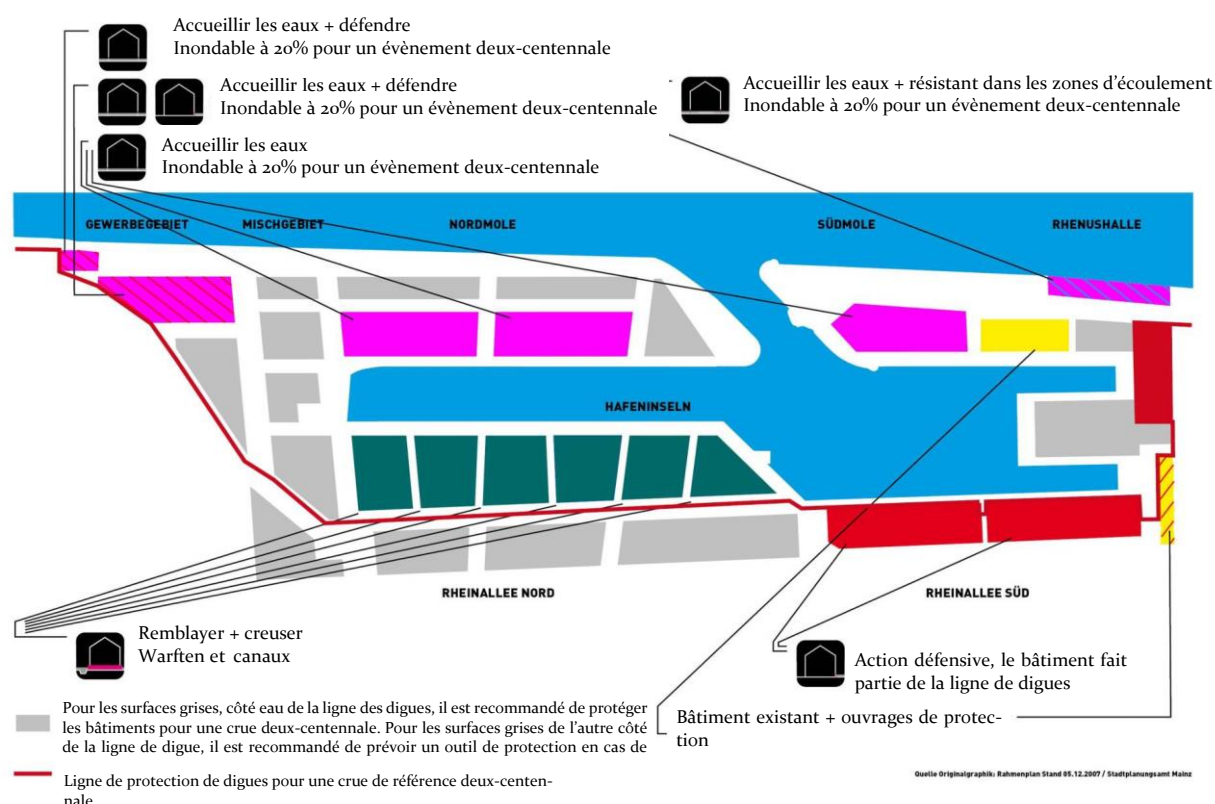 Accueillir les eaux + défendre
Inondable à 20% pour un évènement deux-centennale
Accueillir les eaux + défendre
Inondable à 20% pour un évènement deux-centennale
Accueillir les eaux + résistant dans les zones d'écoulement
Inondable à 20% pour un évènement deux-centennale
Accueillir les eaux
Inondable à 20% pour un évènement deux-centennale
GEWERBEGEBIET
MISCHGEBIET
NORDMOLE
SÜDMOLE
RHENUSHALLE
HAFENINSELN
RHEINALLEE NORD
RHEINALLEE SÜD
Remblayer + creuser
Warften et canaux
Action défensive, le bâtiment fait
partie de la ligne de digues
Pour les surfaces grises, côté eau de la ligne des digues, il est recommandé de protéger
les bâtiments pour une crue deux-centennale. Pour les surfaces grises de l'autre côté
de la ligne de digue, il est recommandé de prévoir un outil de protection en cas de
Bâtiment existant + ouvrages de protec-
tion
Ligne de protection de digues pour une crue de référence deux-centen-
nale
Quelle Originalgraphik: Rahmenplan Stand 05.12.2007 / Stadtplanungsamt Mainz